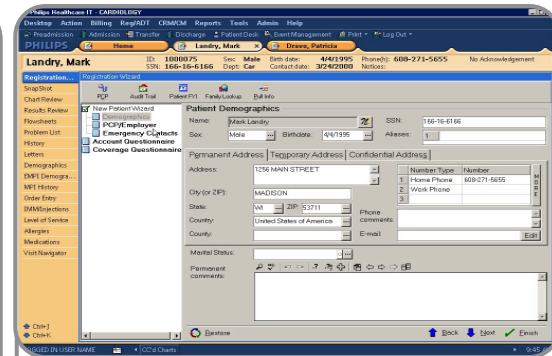 Philips Healthcare IT - CARDIOLOGY
Desktop Action Billing Reg/ADT CRM/CM Reports Tools Admin Help
Preadmission Admission Transfer Discharge Patient Desk Event Management Print Log Out
PHILIPS Home Landry, Mark × Drave, Patricia
Landry, Mark ID: 1000075 Sex: Male Birth date: 4/4/1995 Phone(h): 608-271-5655 No Acknowledgement
SSN: 166-16-6166 Dept: Car Contact date: 3/24/2000 Notices:
Registration... Registration Wizard
SnapShot
Chart Review
Results Review
Flowsheets
Problem List
History
Letters
Demographics
EMPI Demogra...
MPI History
Order Entry
IMM/Injections
Level of Service
Allergies
Medications
Visit Navigator
Ctrl+J
Ctrl+K
PCP Audit Trail Patient FYI Family Lookup Pull Info
New Patient Wizard
Demographics
PCP/Employer
Emergency Contacts
Account Questionnaire
Coverage Questionnaire
Patient Demographics
Name: Mark Landry SSN: 166-16-6166
Sex: Male Birthdate: 4/4/1995 Aliases: 1
Permanent Address Temporary Address Confidential Address
Address: 1256 MAIN STREET
City (or ZIP): MADISON
State: WI ZIP: 53711
Country: United States of America
County:
Number Type Number
1 Home Phone 608-271-5655
2 Work Phone
3
MORE
Phone comments:
E-mail: Edit
Marital Status:
Permanent comments:
Restore Back Next Finish
LOGGED IN USER NAME CC'd Charts 9:45